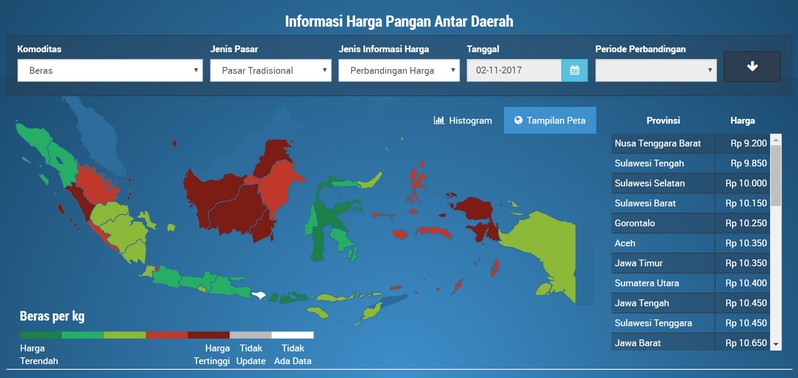 Informasi Harga Pangan Antar Daerah
Komoditas
Jenis Pasar
Jenis Informasi Harga
Tanggal
Periode Perbandingan
Beras
Pasar Tradisional
Perbandingan Harga
02-11-2017
Histogram
Tampilan Peta
Provinsi Harga
Nusa Tenggara Barat Rp 9.200
Sulawesi Tengah Rp 9.850
Sulawesi Selatan Rp 10.000
Sulawesi Barat Rp 10.150
Gorontalo Rp 10.250
Aceh Rp 10.350
Jawa Timur Rp 10.350
Sumatera Utara Rp 10.400
Jawa Tengah Rp 10.450
Sulawesi Tenggara Rp 10.450
Jawa Barat Rp 10.650
Beras per kg
Harga Terendah
Harga Tertinggi
Tidak Update
Tidak Ada Data